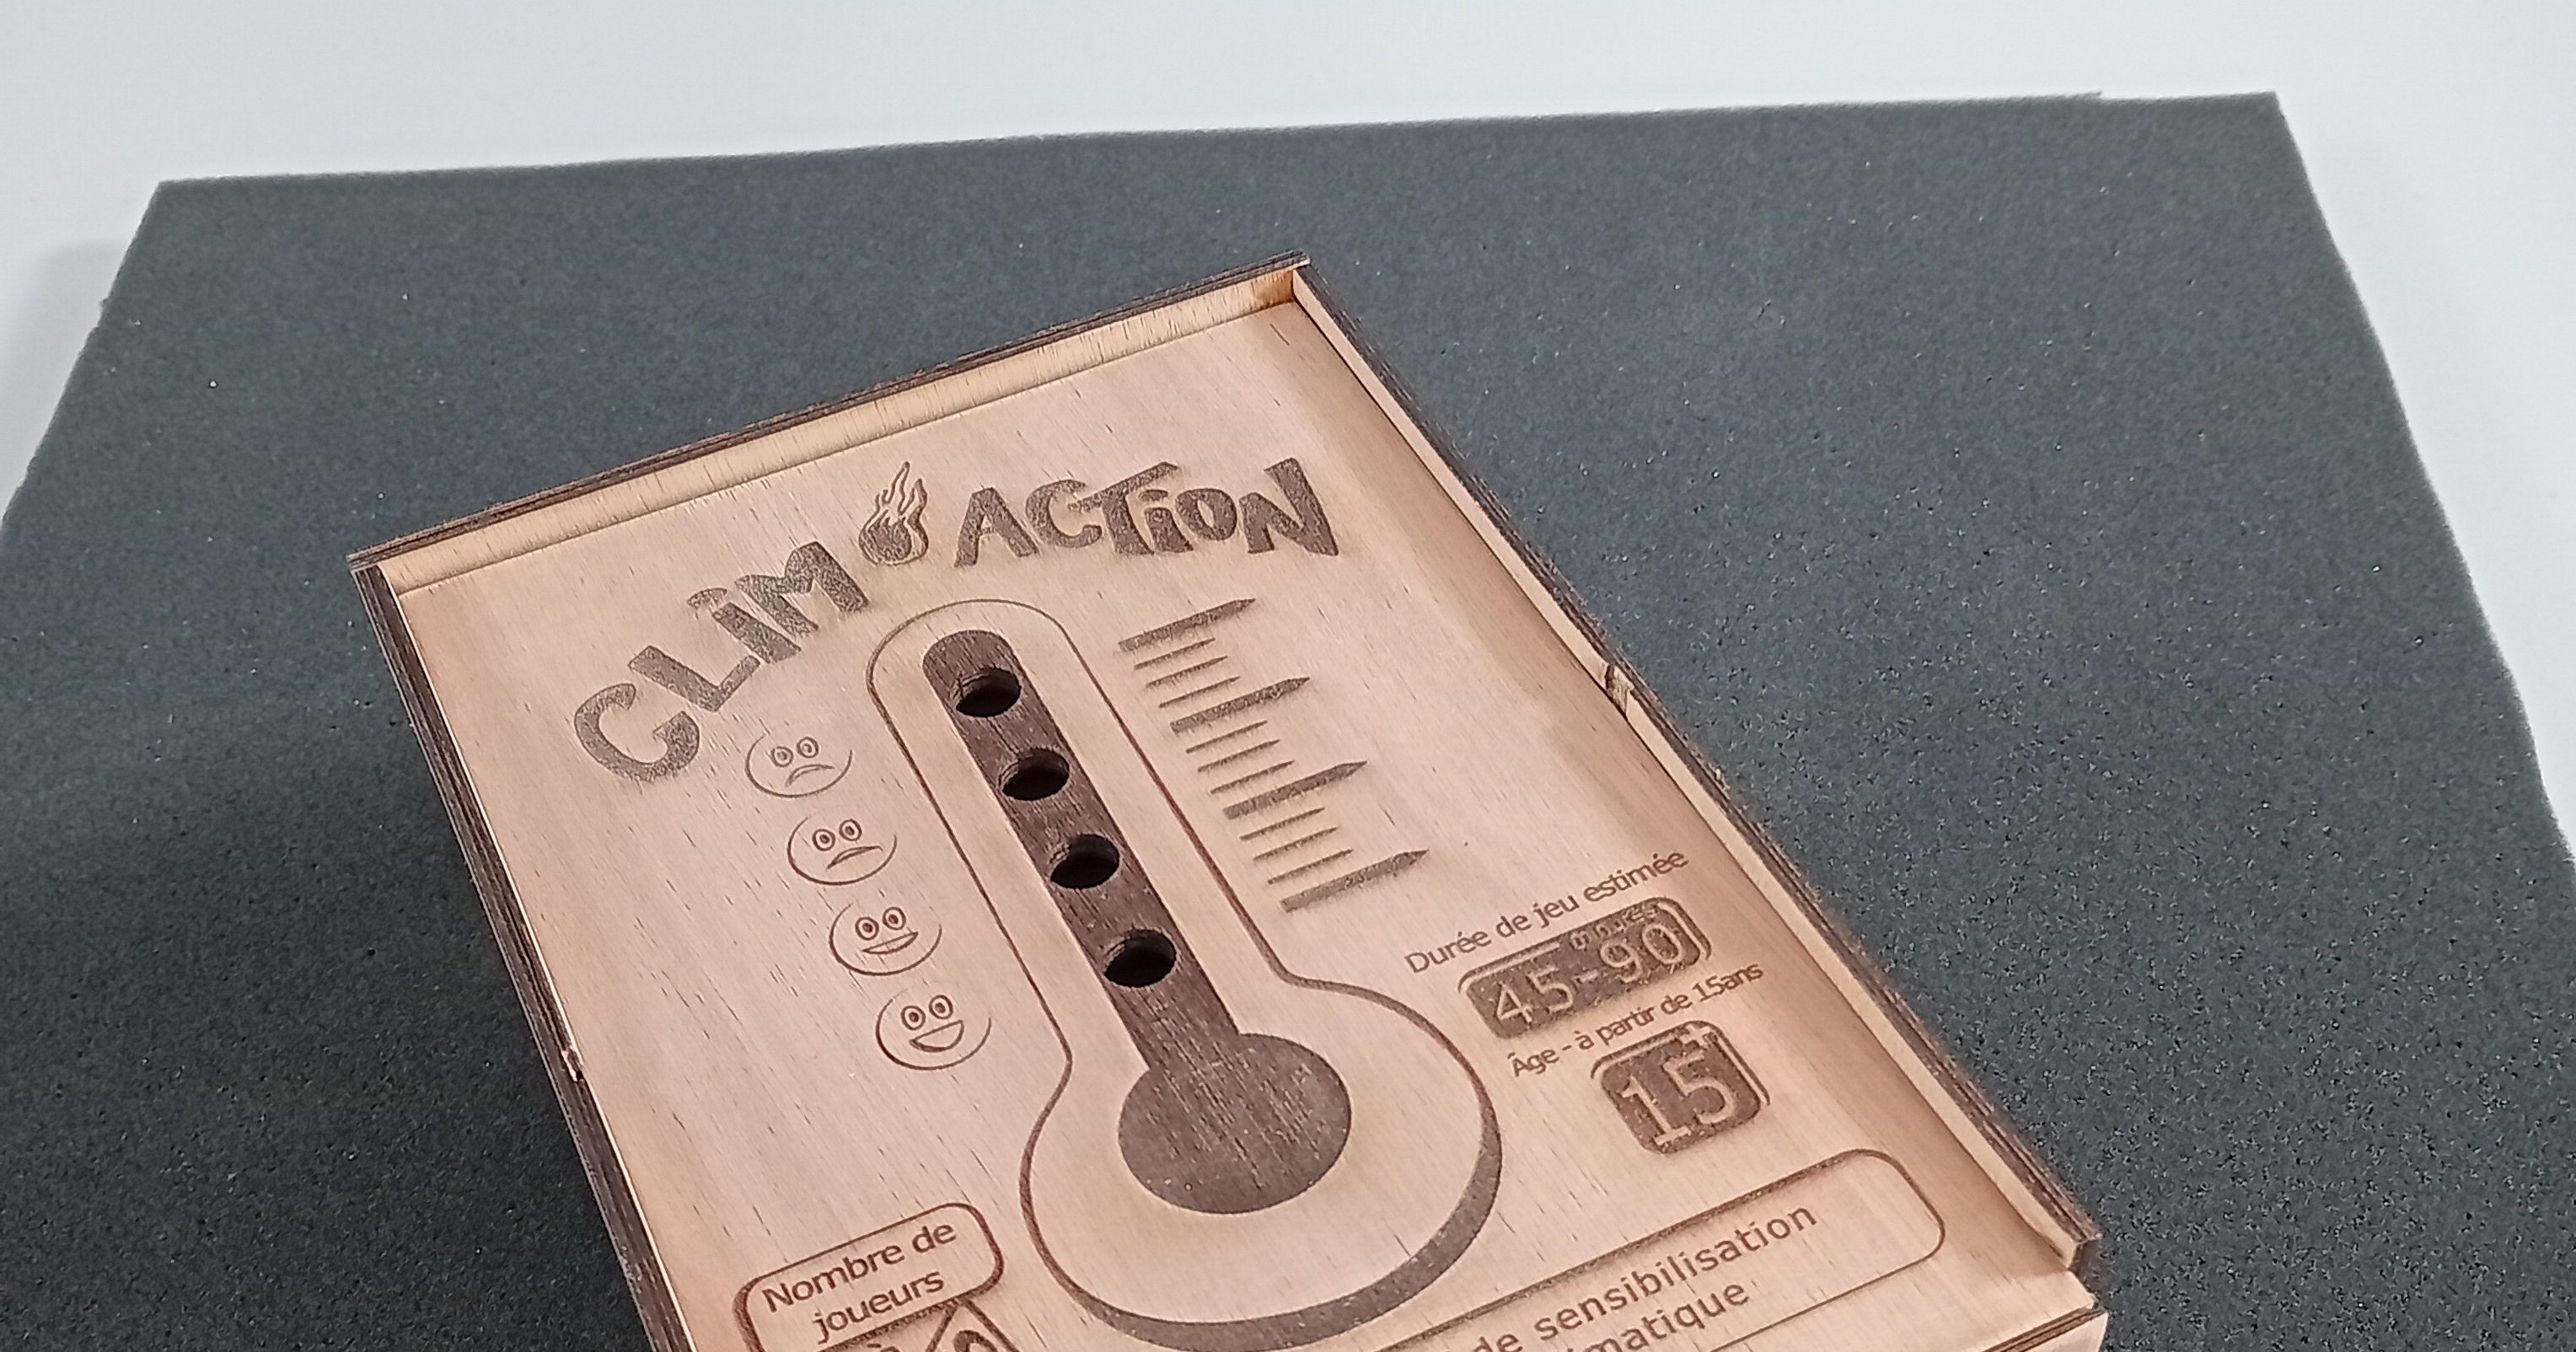 CLiM ACTiON
Durée de jeu estimée
minutes
45-90
Âge - à partir de 15ans
15+
Nombre de
joueurs
à
de sensibilisation
matique